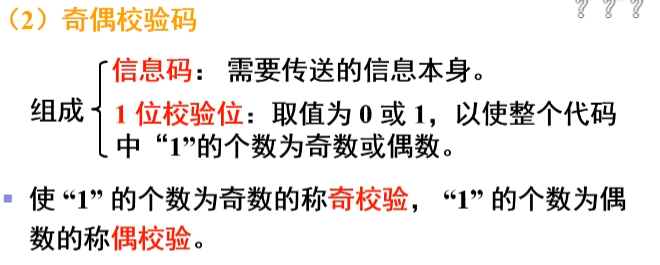 ？？？
（2）奇偶校验码
信息码： 需要传送的信息本身。
组成
1 位校验位：取值为 0 或 1，以使整个代码
中“1”的个数为奇数或偶数。
使 “1” 的个数为奇数的称奇校验， “1” 的个数为偶
数的称偶校验。